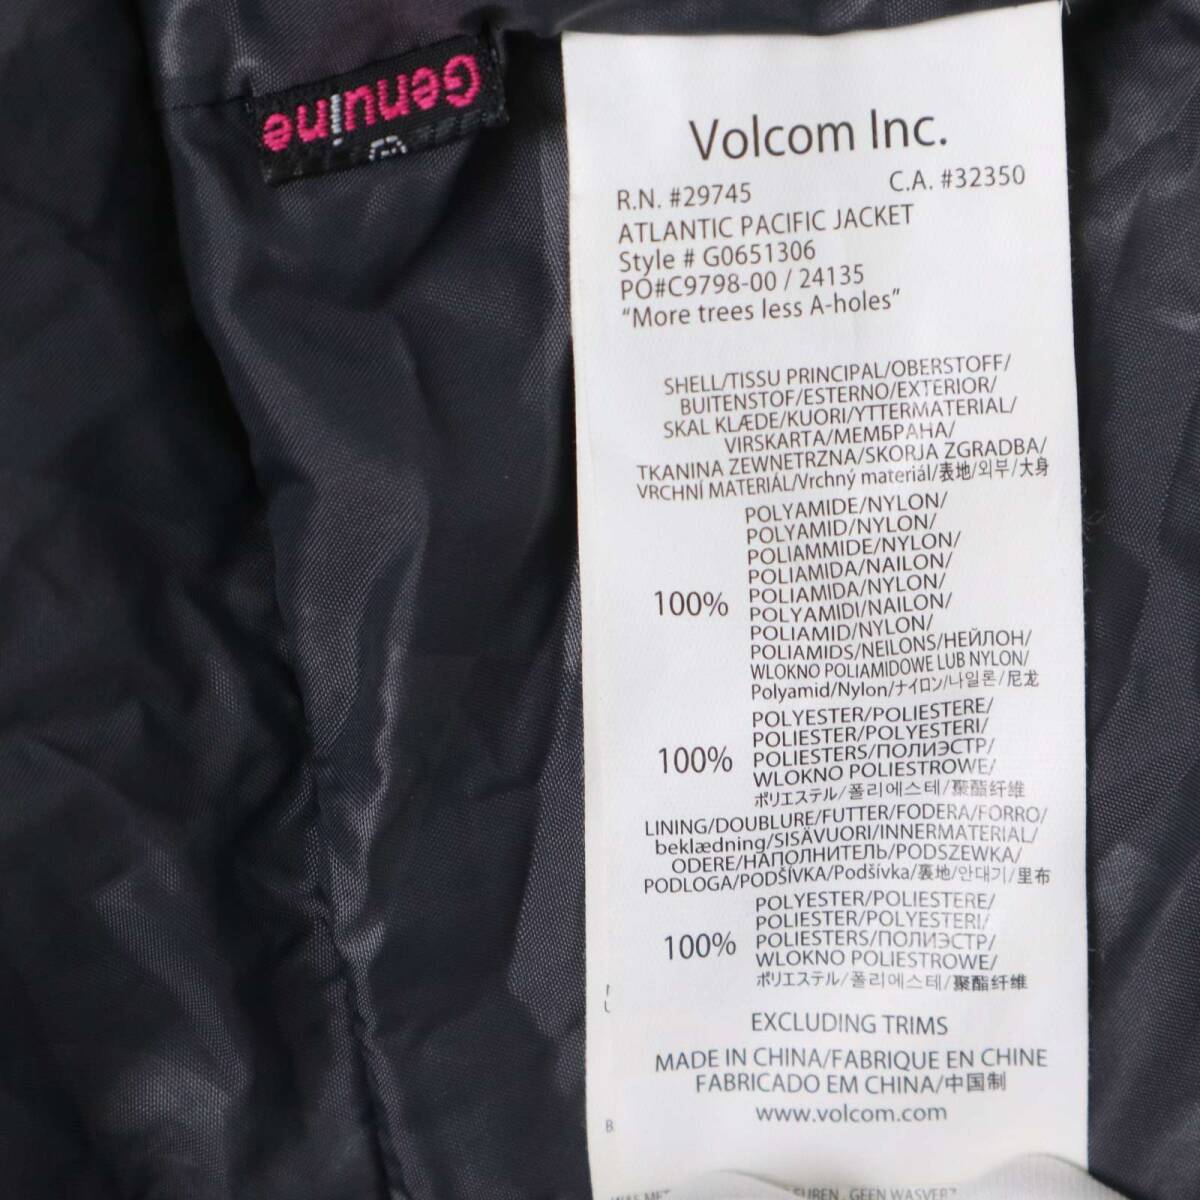 Genuine
Volcom Inc.
R.N. #29745 C.A. #32350
ATLANTIC PACIFIC JACKET
Style # G0651306
PO#C9798-00 / 24135
“More trees less A-holes”
SHELL/TISSU PRINCIPAL/OBERSTOFF/
BUITENSTOF/ESTERNO/EXTERIOR/
SKAL KLÆDE/KUORI/YTTERMATERIAL/
VIRSKARTA/МЕМБРАНА/
TKANINA ZEWNETRZNA/SKORJA ZGRADBA/
VRCHNÍ MATERIÁL/Vrchný materiál/表地/외부/大身
100%
POLYAMIDE/NYLON/
POLYAMID/NYLON/
POLIAMMIDE/NYLON/
POLIAMIDA/NAILON/
POLIAMIDA/NYLON/
POLYAMIDI/NAILON/
POLIAMID/NYLON/
POLIAMIDS/NEILONS/НЕЙЛОН/
WLOKNO POLIAMIDOWE LUB NYLON/
Polyamid/Nylon/ナイロン/나일론/尼龙
100%
POLYESTER/POLIESTERE/
POLIESTER/POLYESTERI/
POLIESTERS/ПОЛИЭСТР/
WLOKNO POLIESTROWE/
ポリエステル/폴리에스테/聚酯纤维
LINING/DOUBLURE/FUTTER/FODERA/FORRO/
beklædning/SISÄVUORI/INNERMATERIAL/
ODERE/НАПОЛНИТЕЛЬ/PODSZEWKA/
PODLOGA/PODŠÍVKA/Podšívka/裏地/안대기/里布
100%
POLYESTER/POLIESTERE/
POLIESTER/POLYESTERI/
POLIESTERS/ПОЛИЭСТР/
WLOKNO POLIESTROWE/
ポリエステル/폴리에스테/聚酯纤维
EXCLUDING TRIMS
MADE IN CHINA/FABRIQUE EN CHINE
FABRICADO EM CHINA/中国制
www.volcom.com
GEEN WASVERZ